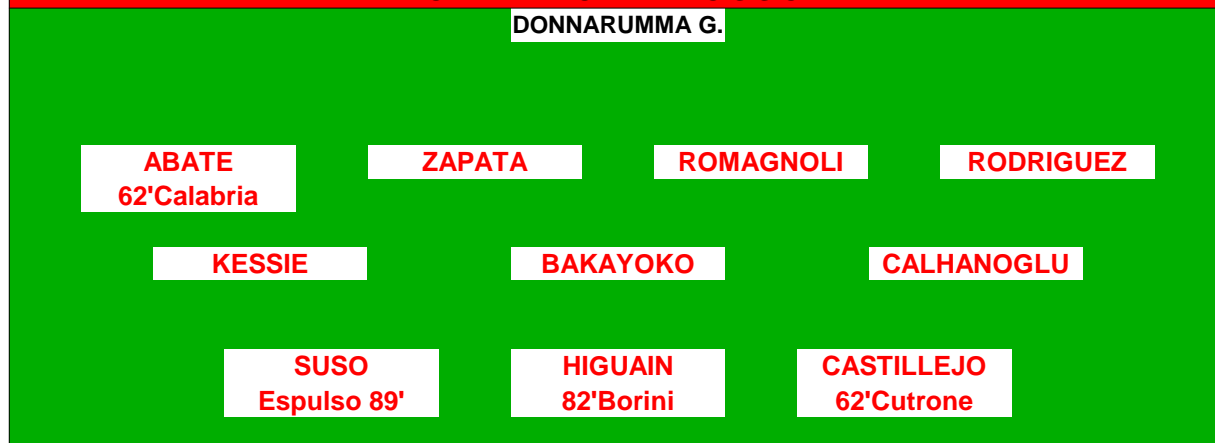 DONNARUMMA G.
ABATE ZAPATA ROMAGNOLI RODRIGUEZ
62'Calabria
KESSIE BAKAYOKO CALHANOGLU
SUSO HIGUAIN CASTILLEJO
Espulso 89' 82'Borini 62'Cutrone